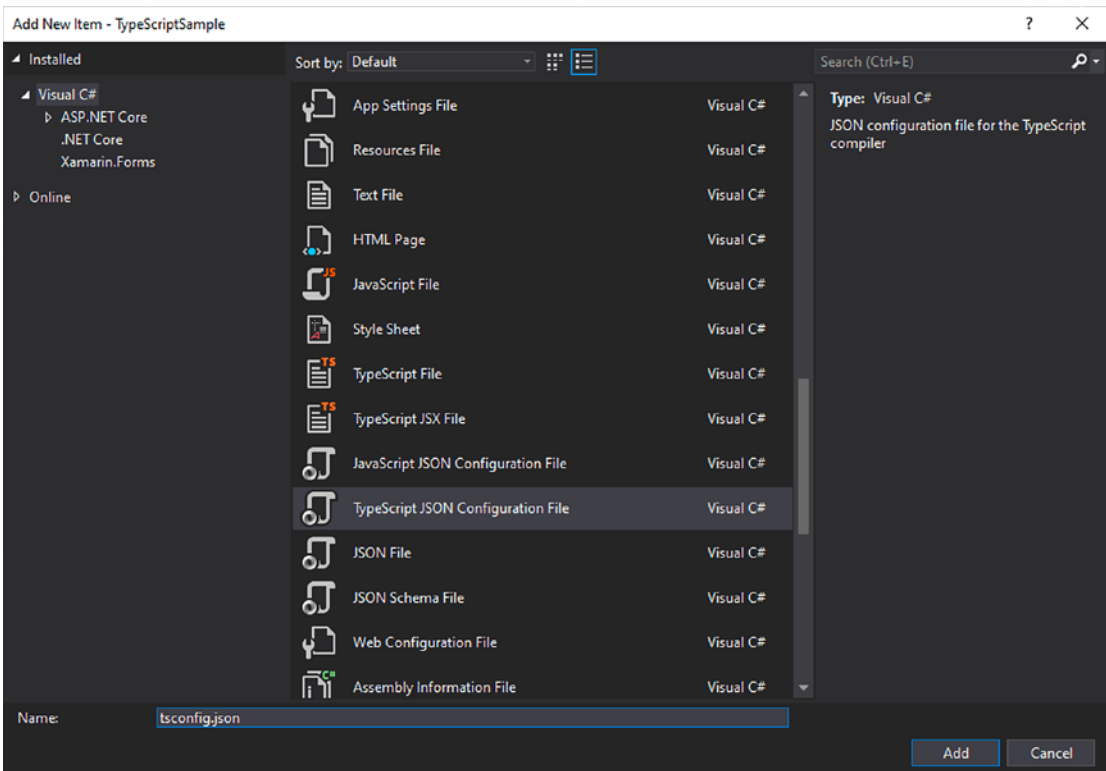 Add New Item - TypeScriptSample
?
Installed
Sort by: Default
Search (Ctrl+E)
Visual C#
ASP.NET Core
.NET Core
Xamarin.Forms
Online
App Settings File Visual C#
Resources File Visual C#
Text File Visual C#
HTML Page Visual C#
JS
JavaScript File Visual C#
Style Sheet Visual C#
TS
TypeScript File Visual C#
TS
TypeScript JSX File Visual C#
JavaScript JSON Configuration File Visual C#
TypeScript JSON Configuration File Visual C#
JSON File Visual C#
JSON Schema File Visual C#
Web Configuration File Visual C#
C#
Assembly Information File Visual C#
Type: Visual C#
JSON configuration file for the TypeScript
compiler
Name: tsconfig.json
Add Cancel